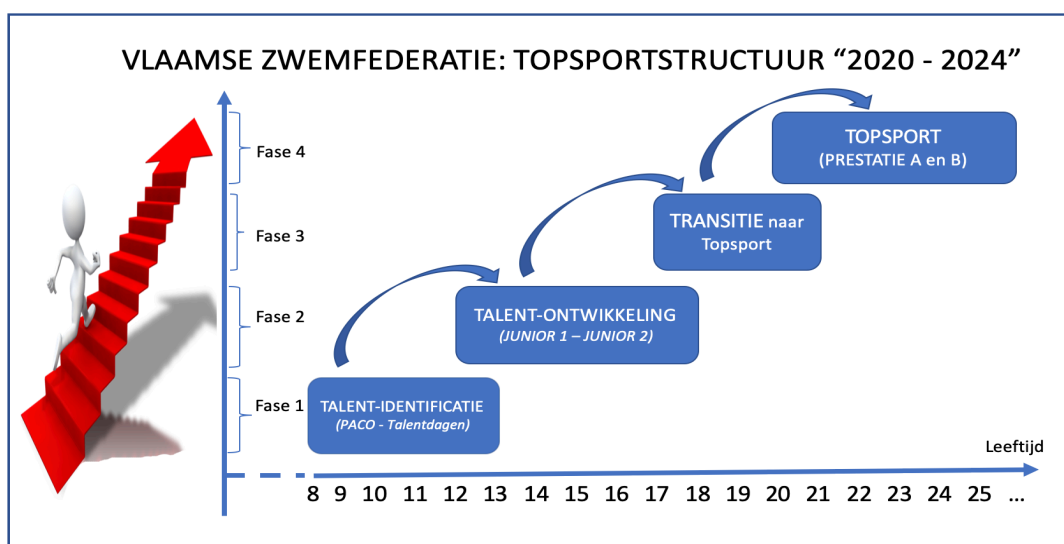 VLAAMSE ZWEMFEDERATIE: TOPSPORTSTRUCTUUR “2020 - 2024”
Fase 4
TOPSPORT
(PRESTATIE A en B)
Fase 3
TRANSITIE naar
Topsport
Fase 2
TALENT-ONTWIKKELING
(JUNIOR 1 – JUNIOR 2)
Fase 1
TALENT-IDENTIFICATIE
(PACO - Talentdagen)
Leeftijd
8 9 10 11 12 13 14 15 16 17 18 19 20 21 22 23 24 25 ...